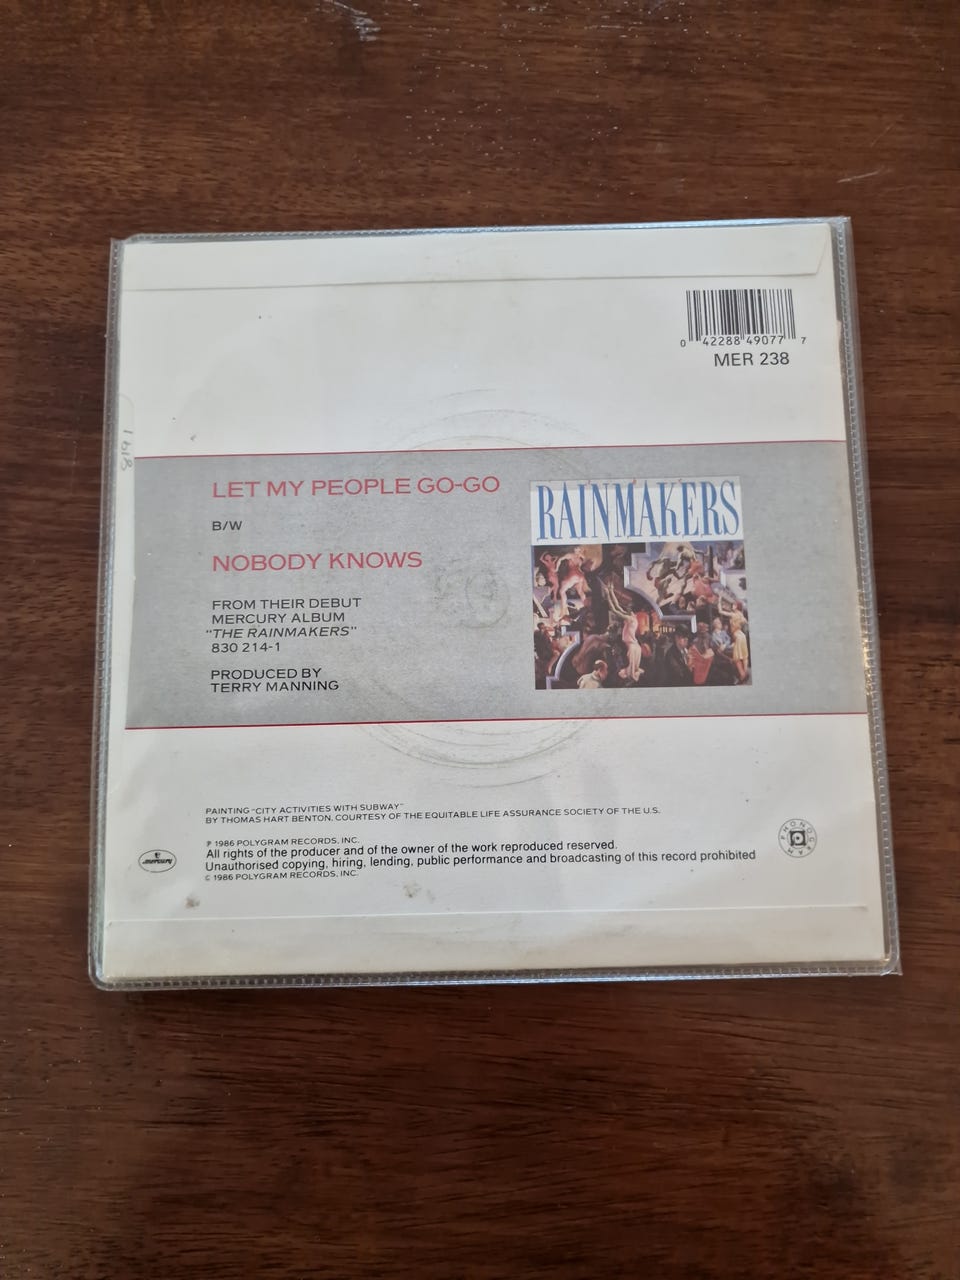 0 42288 49077 7
MER 238
1618
LET MY PEOPLE GO-GO
B/W
NOBODY KNOWS
FROM THEIR DEBUT
MERCURY ALBUM
"THE RAINMAKERS"
830 214-1
PRODUCED BY
TERRY MANNING
RAINMAKERS
PAINTING "CITY ACTIVITIES WITH SUBWAY"
BY THOMAS HART BENTON. COURTESY OF THE EQUITABLE LIFE ASSURANCE SOCIETY OF THE U.S.
℗ 1986 POLYGRAM RECORDS, INC.
All rights of the producer and of the owner of the work reproduced reserved.
Unauthorised copying, hiring, lending, public performance and broadcasting of this record prohibited
© 1986 POLYGRAM RECORDS, INC.
mercury
PHONOGRAM